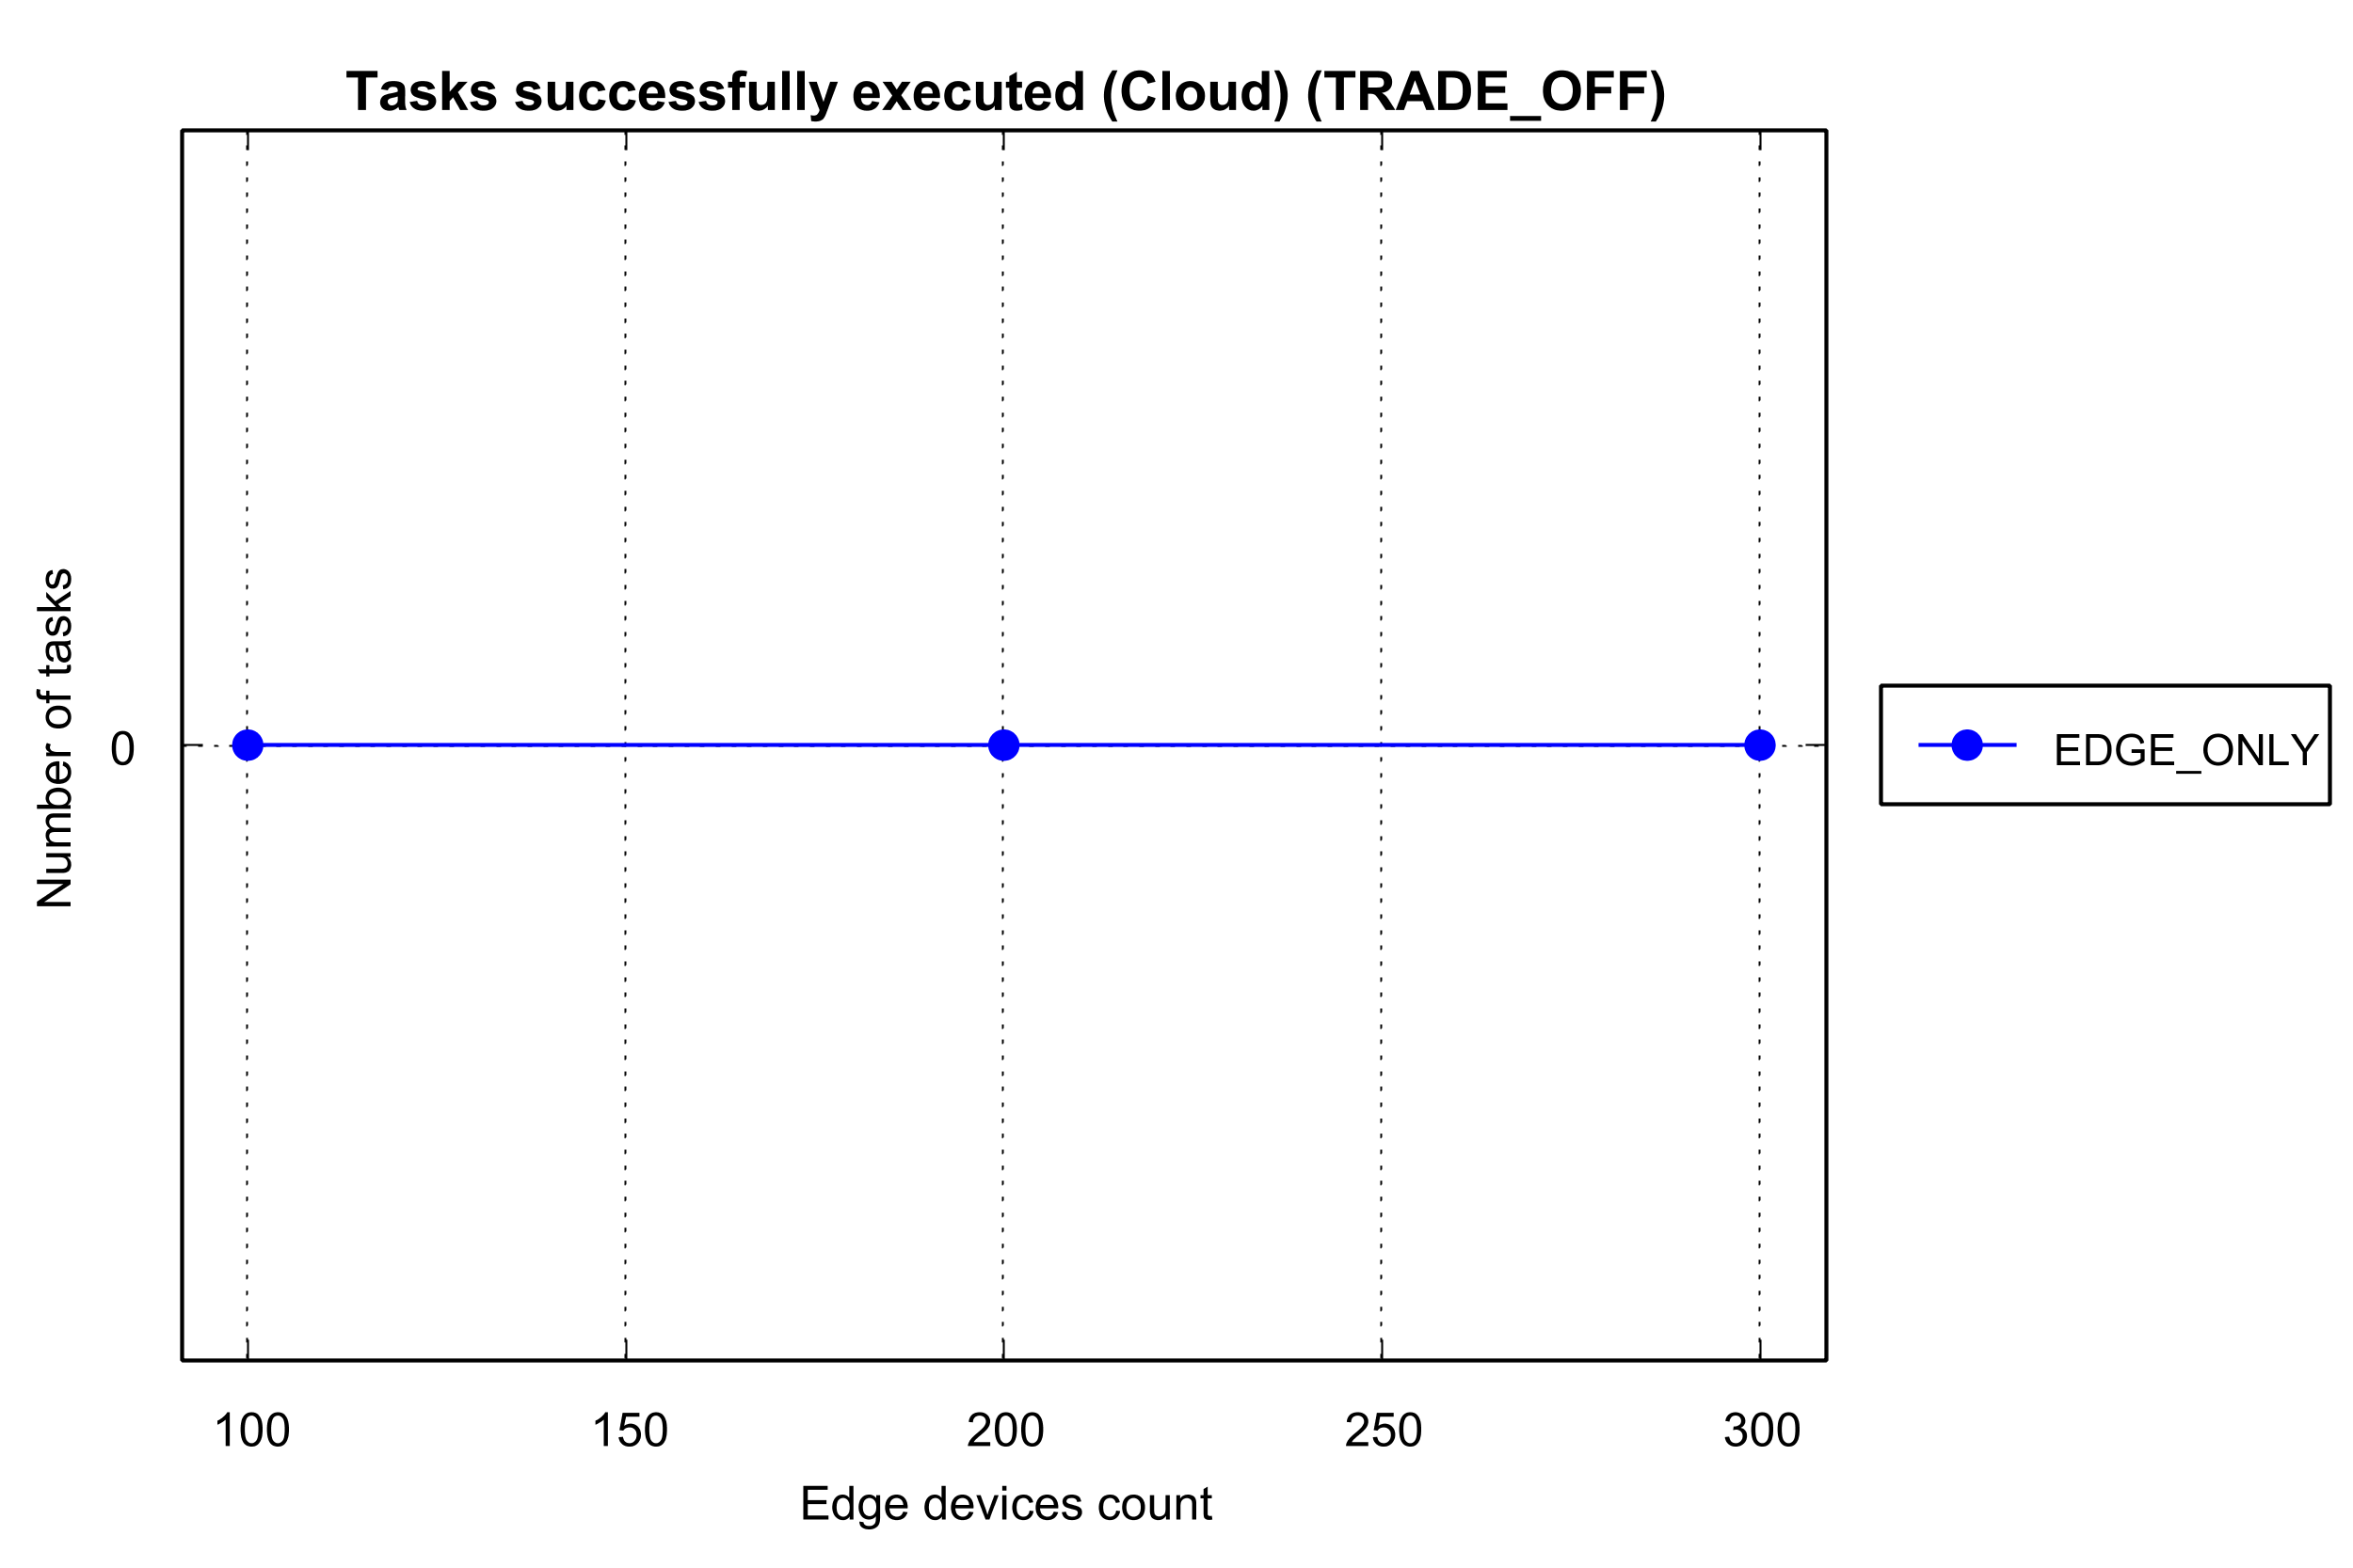 Tasks successfully executed (Cloud) (TRADE_OFF)
Number of tasks
0
EDGE_ONLY
100 150 200 250 300
Edge devices count